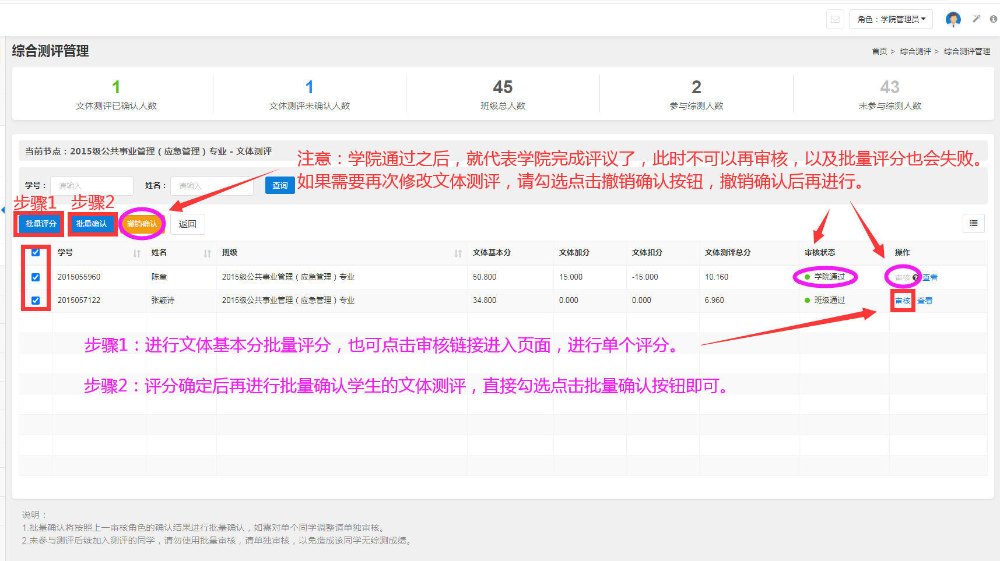 角色：学院管理员
综合测评管理
首页 > 综合测评 > 综合测评管理
1
文体测评已确认人数
1
文体测评未确认人数
45
班级总人数
2
参与综测人数
43
未参与综测人数
当前节点：2015级公共事业管理（应急管理）专业 - 文体测评
注意：学院通过之后，就代表学院完成评议了，此时不可以再审核，以及批量评分也会失败。
如果需要再次修改文体测评，请勾选点击撤销确认按钮，撤销确认后再进行。
学号： 请输入 姓名： 请输入 查询
步骤1 步骤2
批量评分 批量确认 撤销确认 返回
学号 姓名 班级 文体基本分 文体加分 文体扣分 文体测评总分 审核状态 操作
2015055960 陈童 2015级公共事业管理（应急管理）专业 50.800 15.000 -15.000 10.160 学院通过 审核 查看
2015057122 张颖诗 2015级公共事业管理（应急管理）专业 34.800 0.000 0.000 6.960 班级通过 审核 查看
步骤1：进行文体基本分批量评分，也可点击审核链接进入页面，进行单个评分。
步骤2：评分确定后再进行批量确认学生的文体测评，直接勾选点击批量确认按钮即可。
说明：
1.批量确认将按照上一审核角色的确认结果进行批量确认，如需对单个同学调整请单独审核。
2.未参与测评后续加入测评的同学，请勿使用批量审核，请单独审核，以免造成该同学无综测成绩。